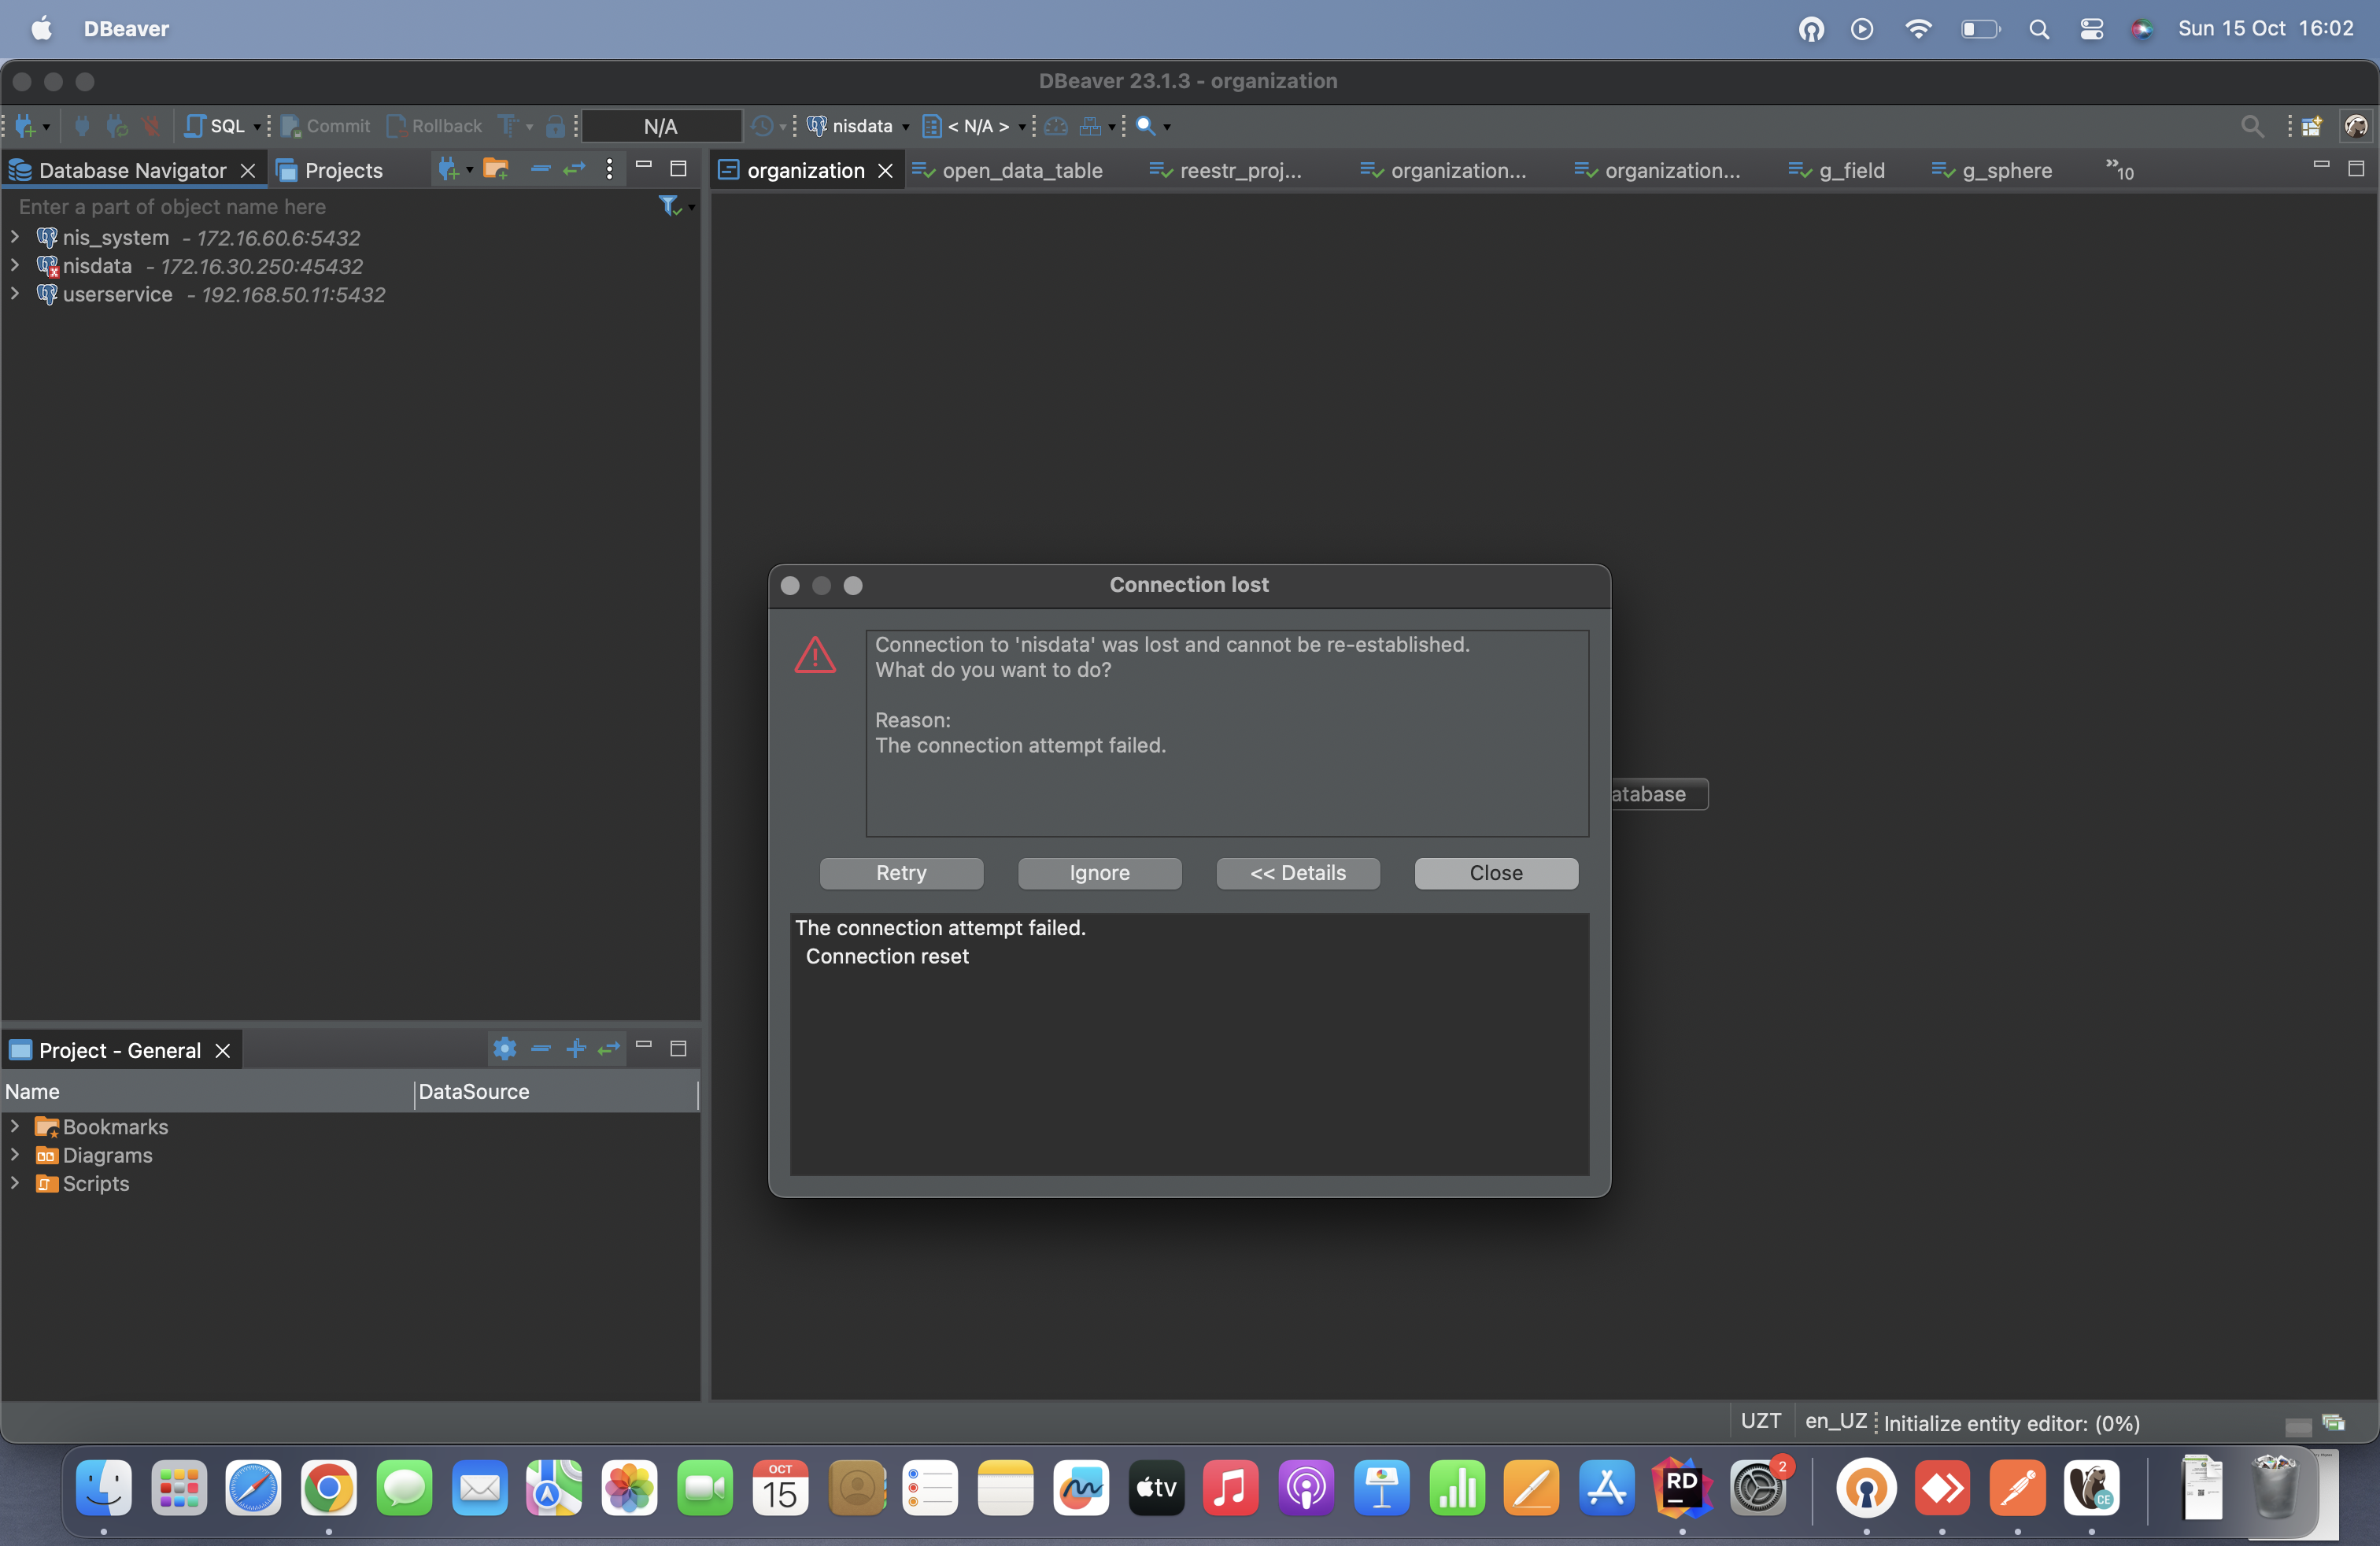 DBeaver
Sun 15 Oct 16:02
DBeaver 23.1.3 - organization
SQL
Commit
Rollback
N/A
nisdata
< N/A >
Database Navigator
Projects
organization
open_data_table
reestr_proj...
organization...
organization...
g_field
g_sphere
»10
Enter a part of object name here
nis_system - 172.16.60.6:5432
nisdata - 172.16.30.250:45432
userservice - 192.168.50.11:5432
Connection lost
Connection to 'nisdata' was lost and cannot be re-established.
What do you want to do?
Reason:
The connection attempt failed.
atabase
Retry
Ignore
<< Details
Close
The connection attempt failed.
Connection reset
Project - General
Name
DataSource
Bookmarks
Diagrams
Scripts
UZT
en_UZ
Initialize entity editor: (0%)
OCT
15
tv
RD
2
CE